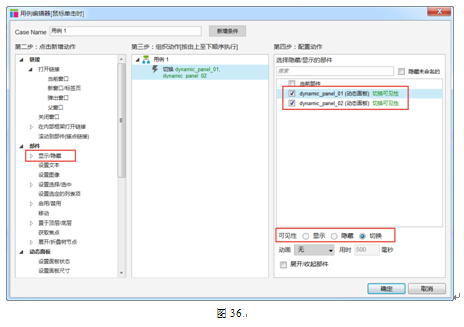 用例编辑器[鼠标单击时]
Case Name
用例 1
新增条件
第二步：点击新增动作
第三步：组织动作[按由上至下顺序执行]
第四步：配置动作
链接
打开链接
当前窗口
新窗口/标签页
弹出窗口
父窗口
关闭窗口
在内部框架打开链接
滚动到部件(锚点链接)
部件
显示/隐藏
设置文本
设置图像
设置选择/选中
设置选定的列表项
启用/禁用
移动
置于顶层/底层
获取焦点
展开/折叠树节点
动态面板
设置面板状态
设置面板尺寸
用例 1
切换 dynamic_panel_01,
dynamic_panel_02
选择隐藏/显示的部件
搜索
隐藏未命名的
当前部件
dynamic_panel_01 (动态面板) 切换可见性
dynamic_panel_02 (动态面板) 切换可见性
可见性 显示 隐藏 切换
动画 无 用时 500 毫秒
展开/收起部件
确定 取消
图 36.